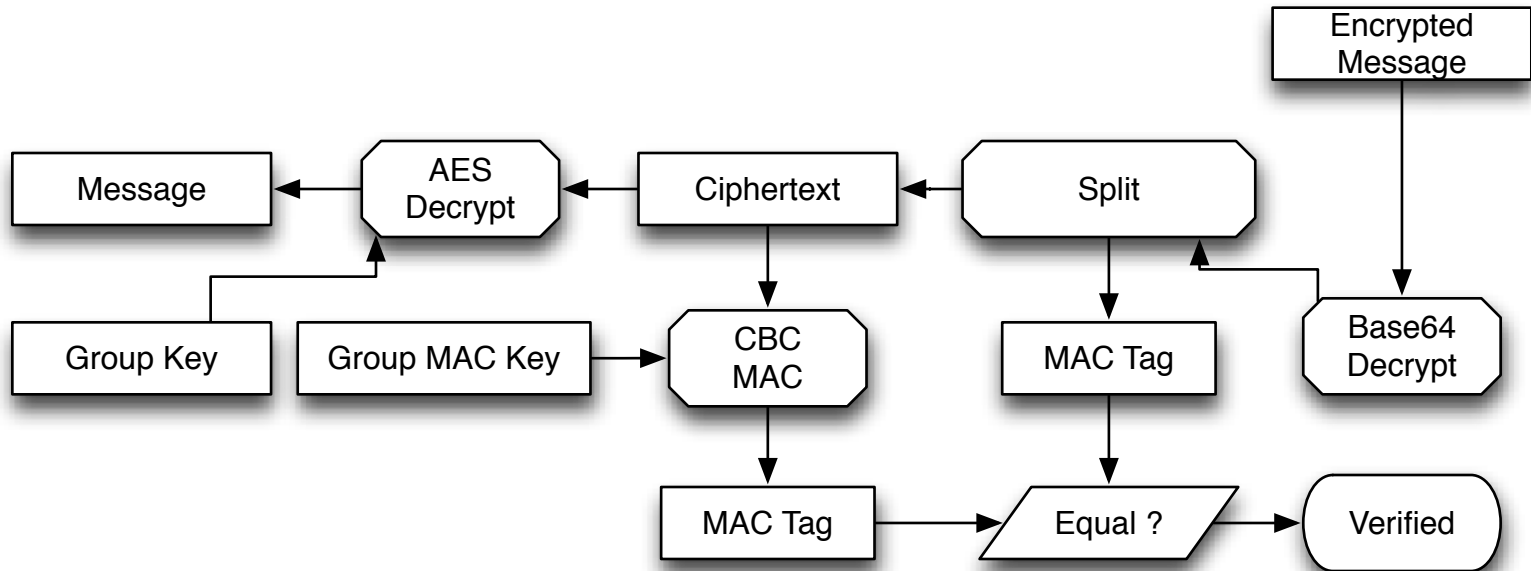 Encrypted
Message
Message
AES
Decrypt
Ciphertext
Split
Group Key
Group MAC Key
CBC
MAC
MAC Tag
Base64
Decrypt
MAC Tag
Equal ?
Verified